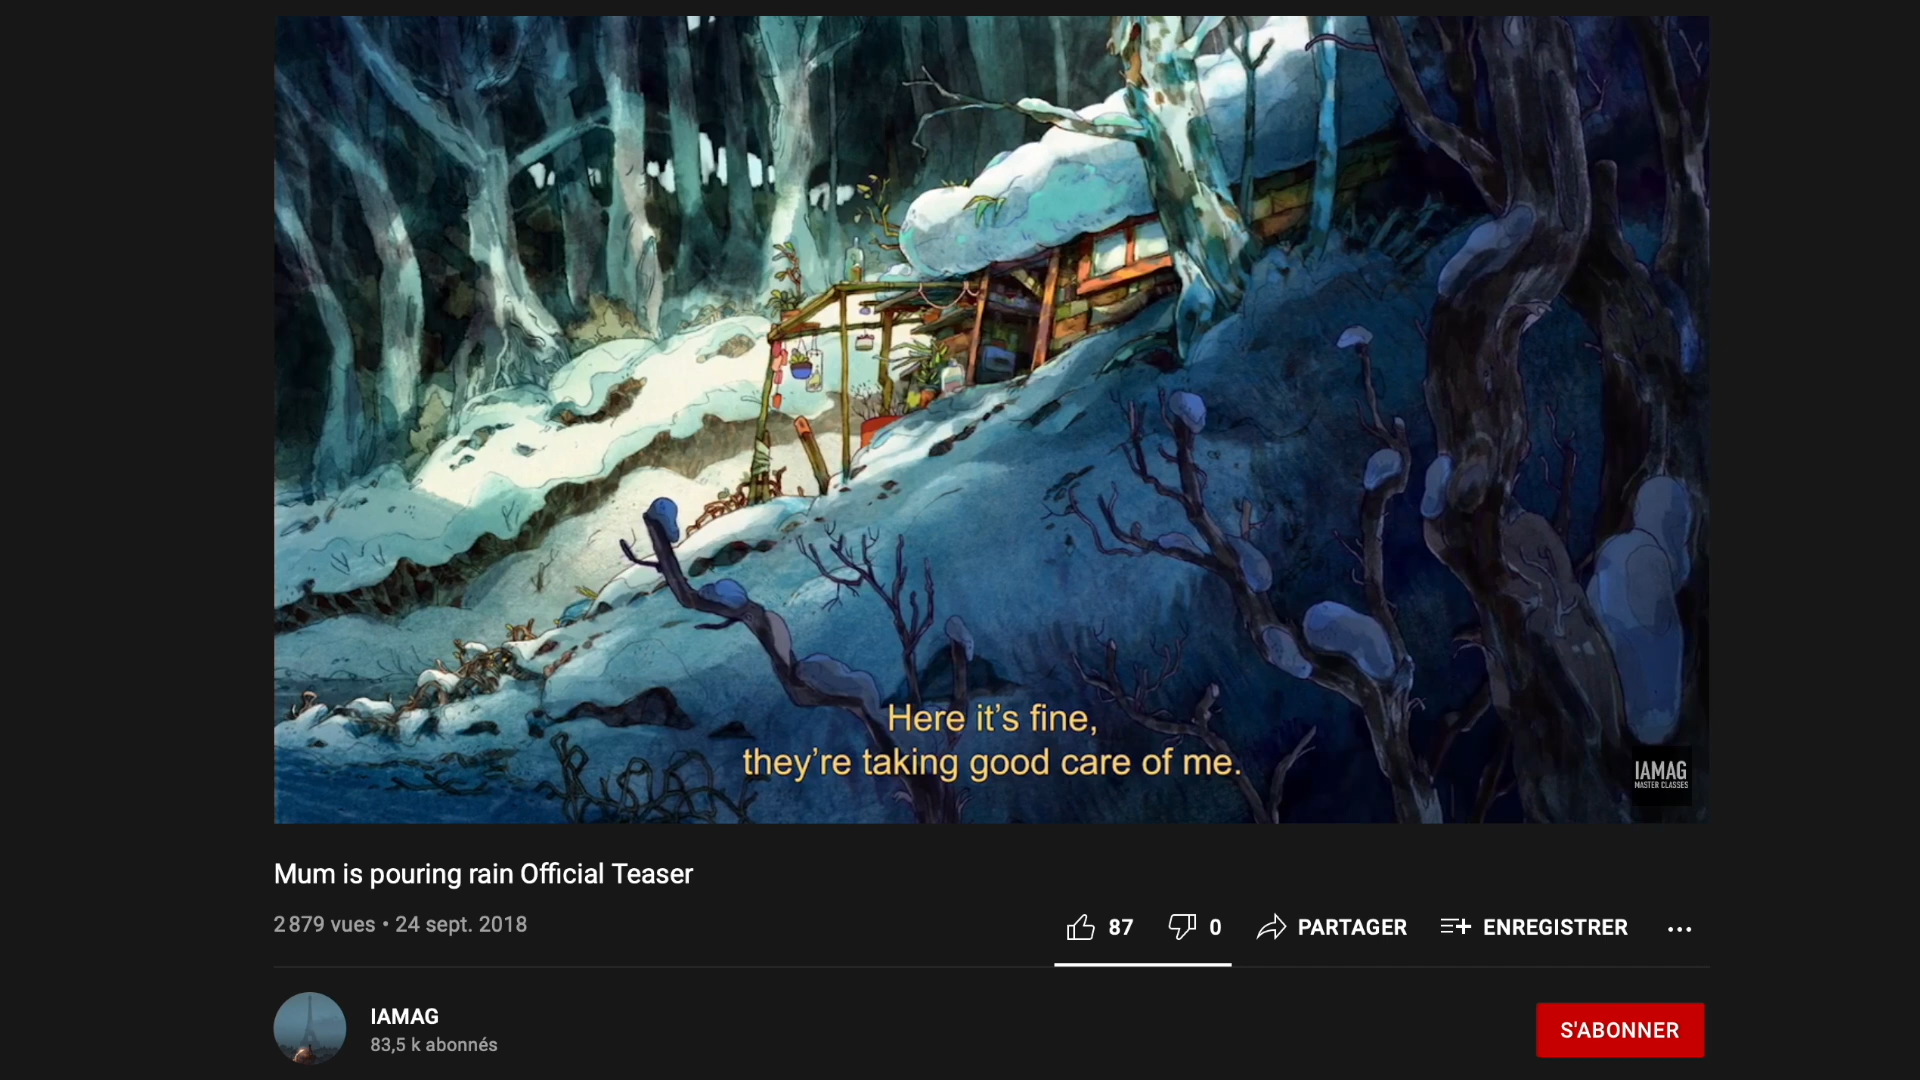 Here it's fine,
they're taking good care of me.
IAMAG
MASTER CLASSES
Mum is pouring rain Official Teaser
2 879 vues • 24 sept. 2018
87
0
PARTAGER
ENREGISTRER
IAMAG
83,5 k abonnés
S'ABONNER